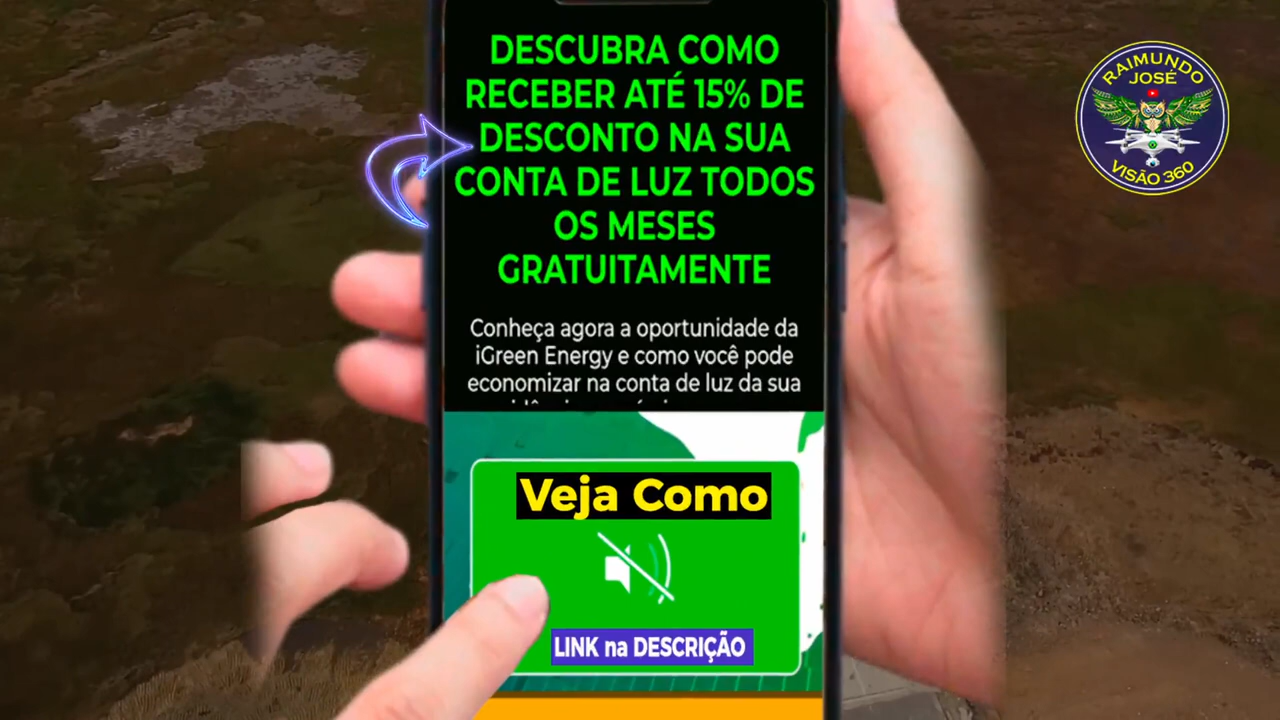 DESCUBRA COMO
RECEBER ATÉ 15% DE
DESCONTO NA SUA
CONTA DE LUZ TODOS
OS MESES
GRATUITAMENTE
Conheça agora a oportunidade da
iGreen Energy e como você pode
economizar na conta de luz da sua
Veja Como
LINK na DESCRIÇÃO
RAIMUNDO
JOSÉ
VISÃO 360